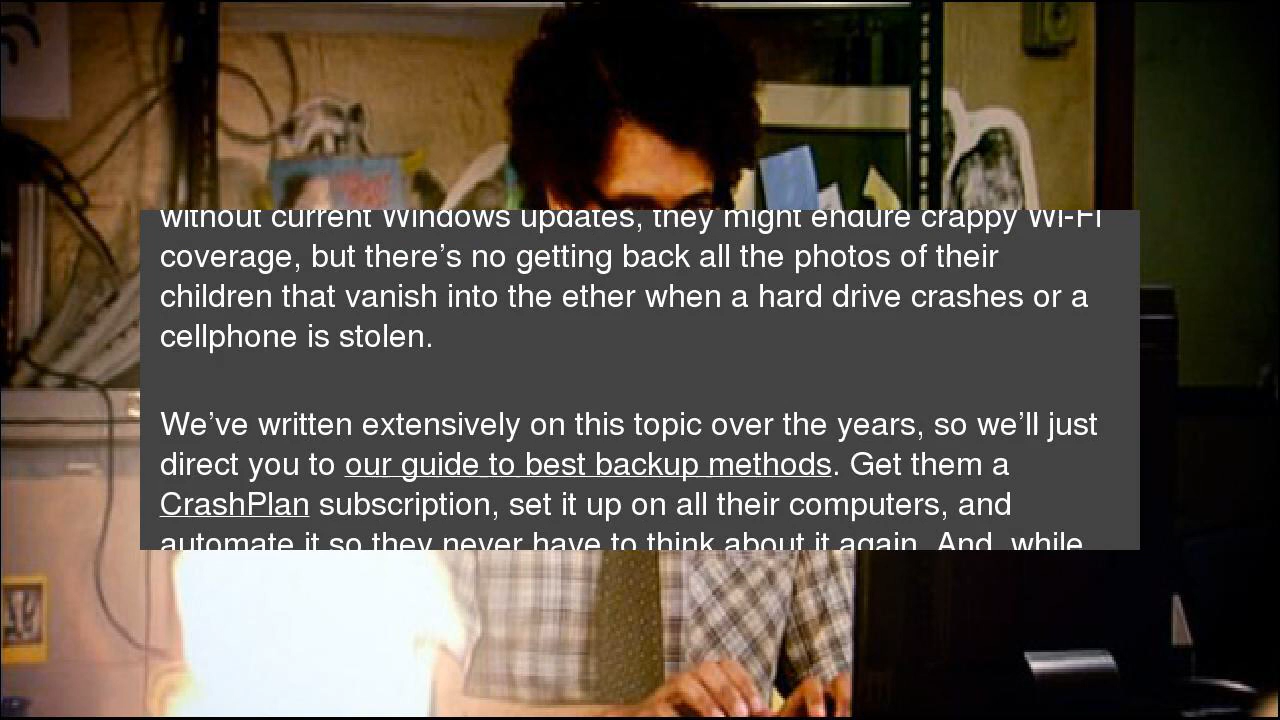 without current Windows updates, they might endure crappy Wi-Fi
coverage, but there’s no getting back all the photos of their
children that vanish into the ether when a hard drive crashes or a
cellphone is stolen.
We’ve written extensively on this topic over the years, so we’ll just
direct you to our guide to best backup methods. Get them a
CrashPlan subscription, set it up on all their computers, and
automate it so they never have to think about it again. And, while